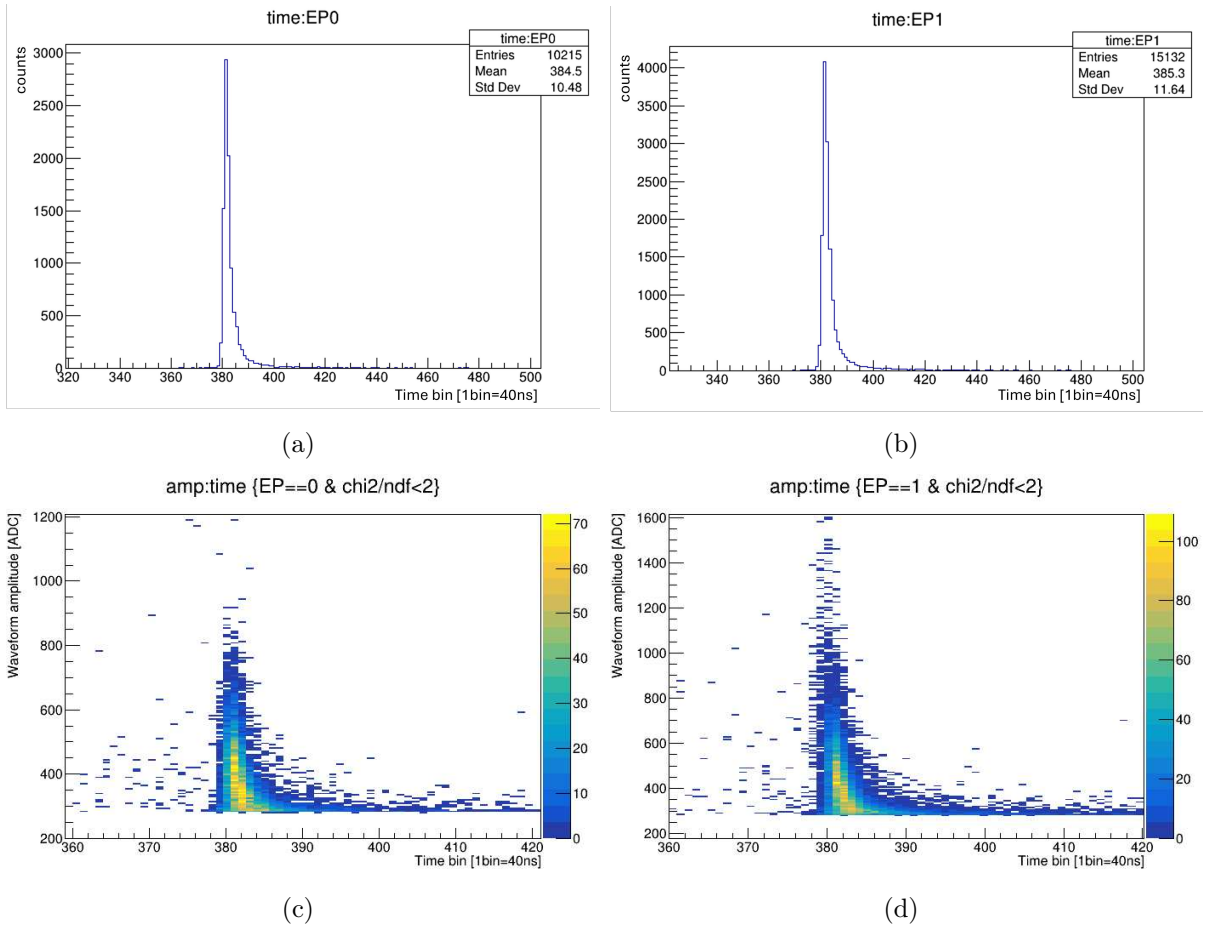 time:EP0
time:EP0
Entries 10215
Mean 384.5
Std Dev 10.48
counts
3000
2500
2000
1500
1000
500
0
320 340 360 380 400 420 440 460 480 500
Time bin [1bin=40ns]
(a)
time:EP1
time:EP1
Entries 15132
Mean 385.3
Std Dev 11.64
counts
4000
3500
3000
2500
2000
1500
1000
500
0
340 360 380 400 420 440 460 480 500
Time bin [1bin=40ns]
(b)
amp:time {EP==0 & chi2/ndf<2}
Waveform amplitude [ADC]
1200
1000
800
600
400
200
360 370 380 390 400 410 420
Time bin [1bin=40ns]
70
60
50
40
30
20
10
0
(c)
amp:time {EP==1 & chi2/ndf<2}
Waveform amplitude [ADC]
1600
1400
1200
1000
800
600
400
200
360 370 380 390 400 410 420
Time bin [1bin=40ns]
100
80
60
40
20
0
(d)